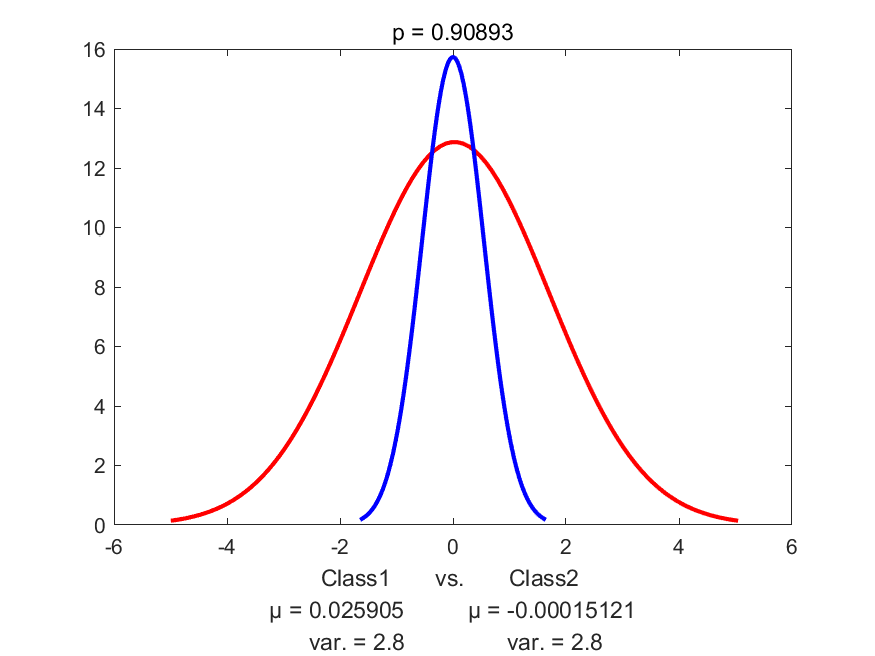 p = 0.90893
16
14
12
10
8
6
4
2
0
-6 -4 -2 0 2 4 6
Class1 vs. Class2
μ = 0.025905 μ = -0.00015121
var. = 2.8 var. = 2.8